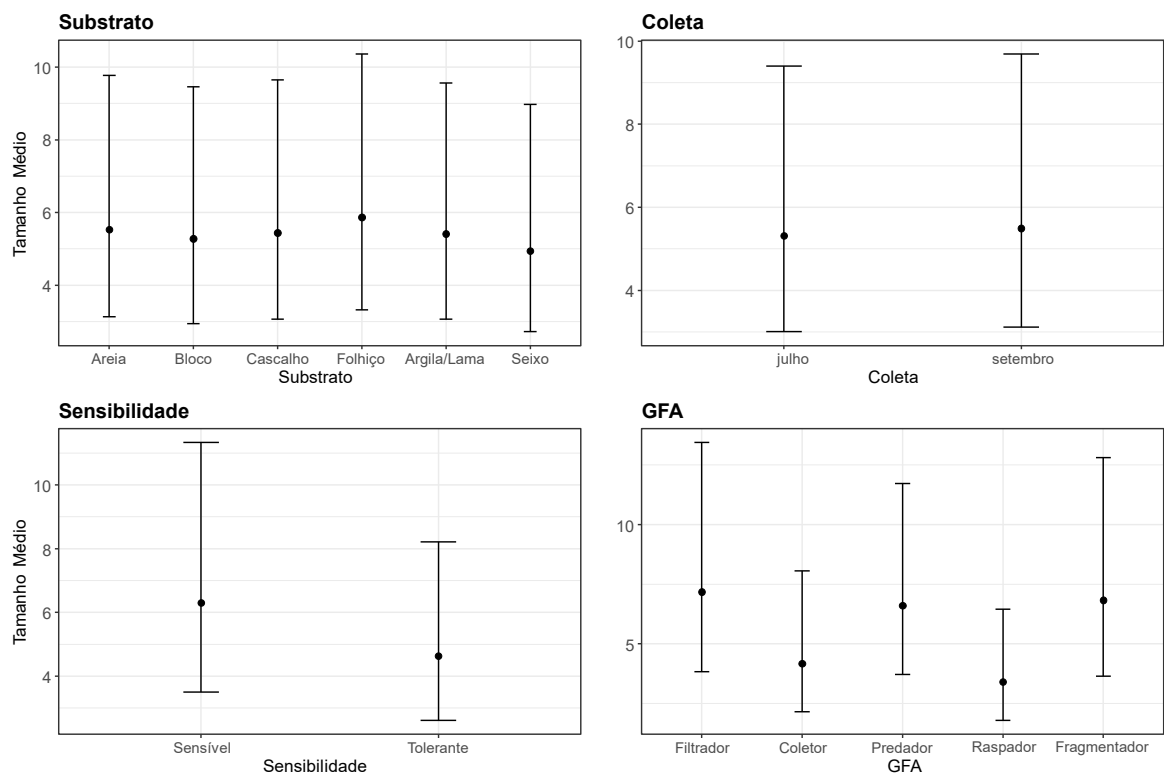 Substrato
Coleta
Tamanho Médio
10
8
6
4
Areia Bloco Cascalho Folhiço Argila/Lama Seixo
Substrato
10
8
6
4
julho setembro
Coleta
Sensibilidade
GFA
Tamanho Médio
10
8
6
4
Sensível Tolerante
Sensibilidade
10
5
Filtrador Coletor Predador Raspador Fragmentador
GFA